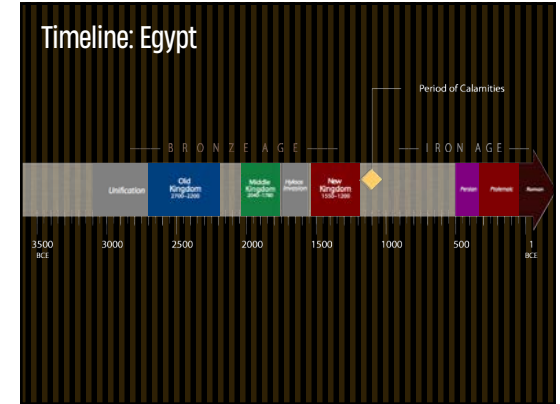 Timeline: Egypt
Period of Calamities
BRONZE AGE
IRON AGE
Unification
Old
Kingdom
2700-2200
Middle
Kingdom
2040-1780
Hyksos
Invasion
New
Kingdom
1550-1200
Persian
Ptolemaic
Roman
3500
BCE
3000
2500
2000
1500
1000
500
1
BCE